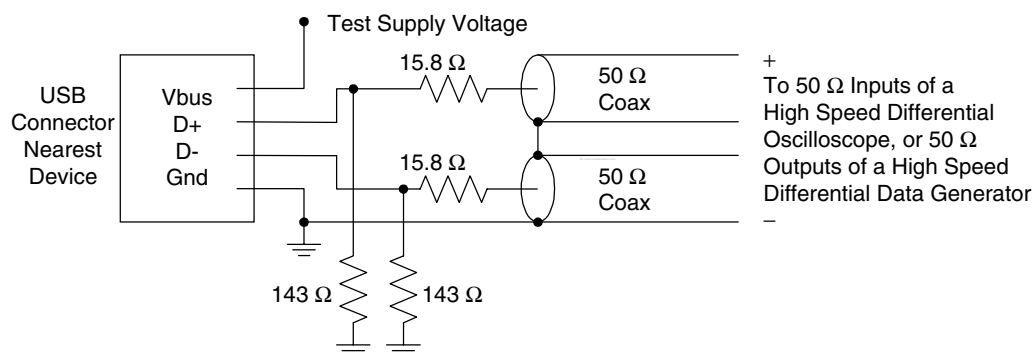 Test Supply Voltage
USB
Connector
Nearest
Device
Vbus
D+
D-
Gnd
15.8 Ω
50 Ω
Coax
15.8 Ω
50 Ω
Coax
143 Ω
143 Ω
+
To 50 Ω Inputs of a
High Speed Differential
Oscilloscope, or 50 Ω
Outputs of a High Speed
Differential Data Generator
−